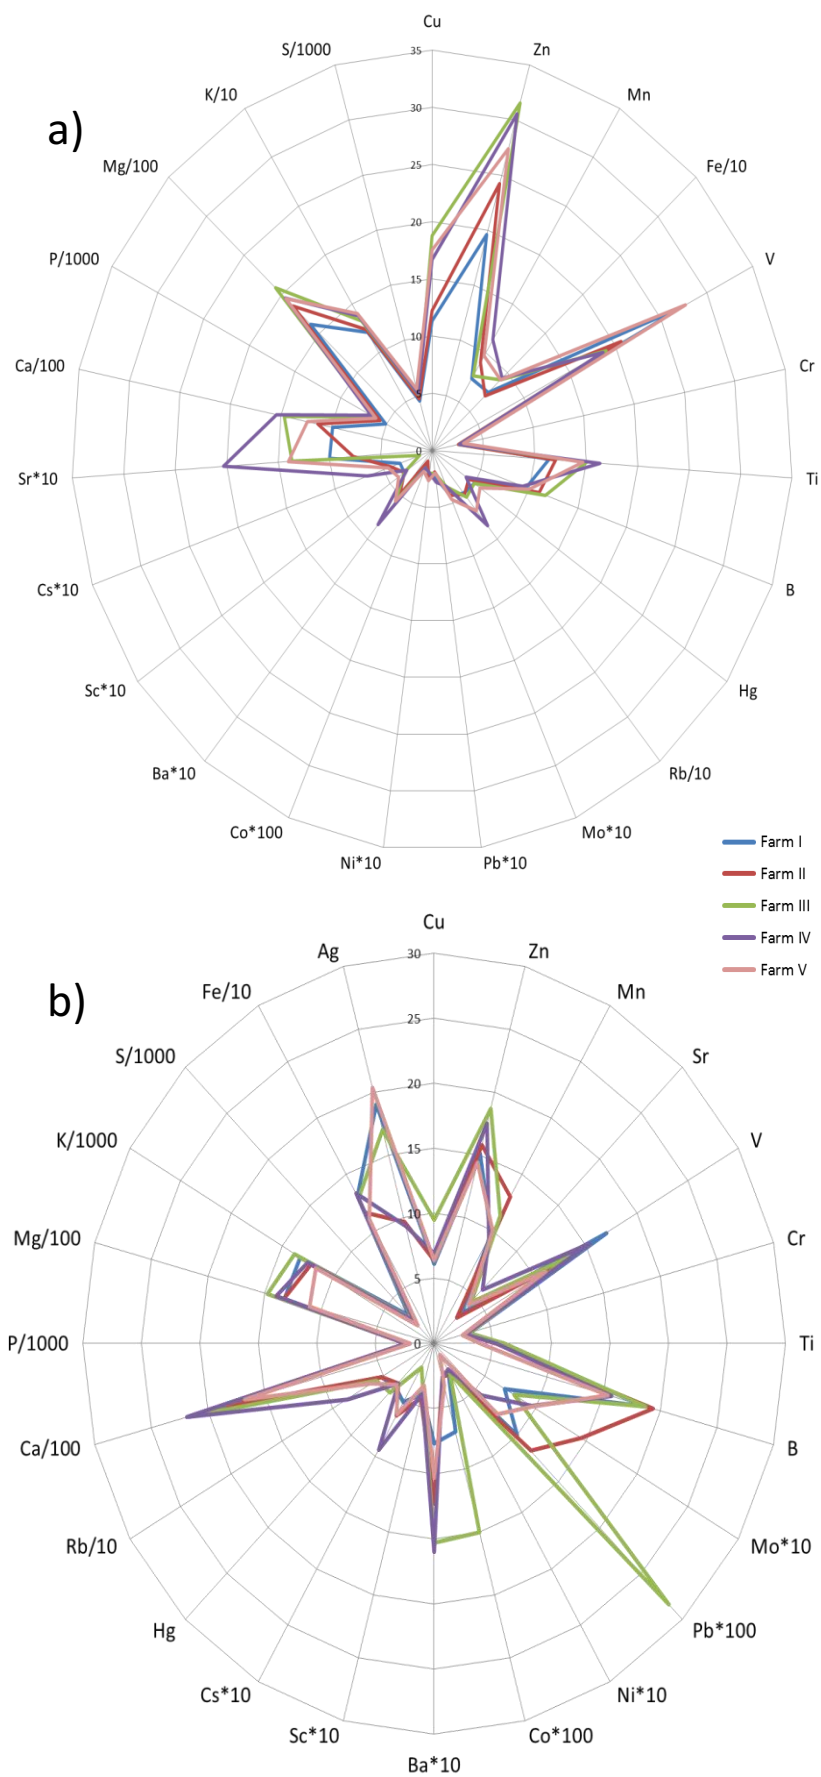 a)
Cu
Zn
Mn
Fe/10
V
Cr
Ti
B
Hg
Rb/10
Mo*10
Pb*10
Ni*10
Co*100
Ba*10
Sc*10
Cs*10
Sr*10
Ca/100
P/1000
Mg/100
K/10
S/1000
35
30
25
20
15
10
5
0
Farm I
Farm II
Farm III
Farm IV
Farm V
b)
Cu
Zn
Mn
Sr
V
Cr
Ti
B
Mo*10
Pb*100
Ni*10
Co*100
Ba*10
Sc*10
Cs*10
Hg
Rb/10
Ca/100
P/1000
Mg/100
K/1000
S/1000
Fe/10
Ag
30
25
20
15
10
5
0